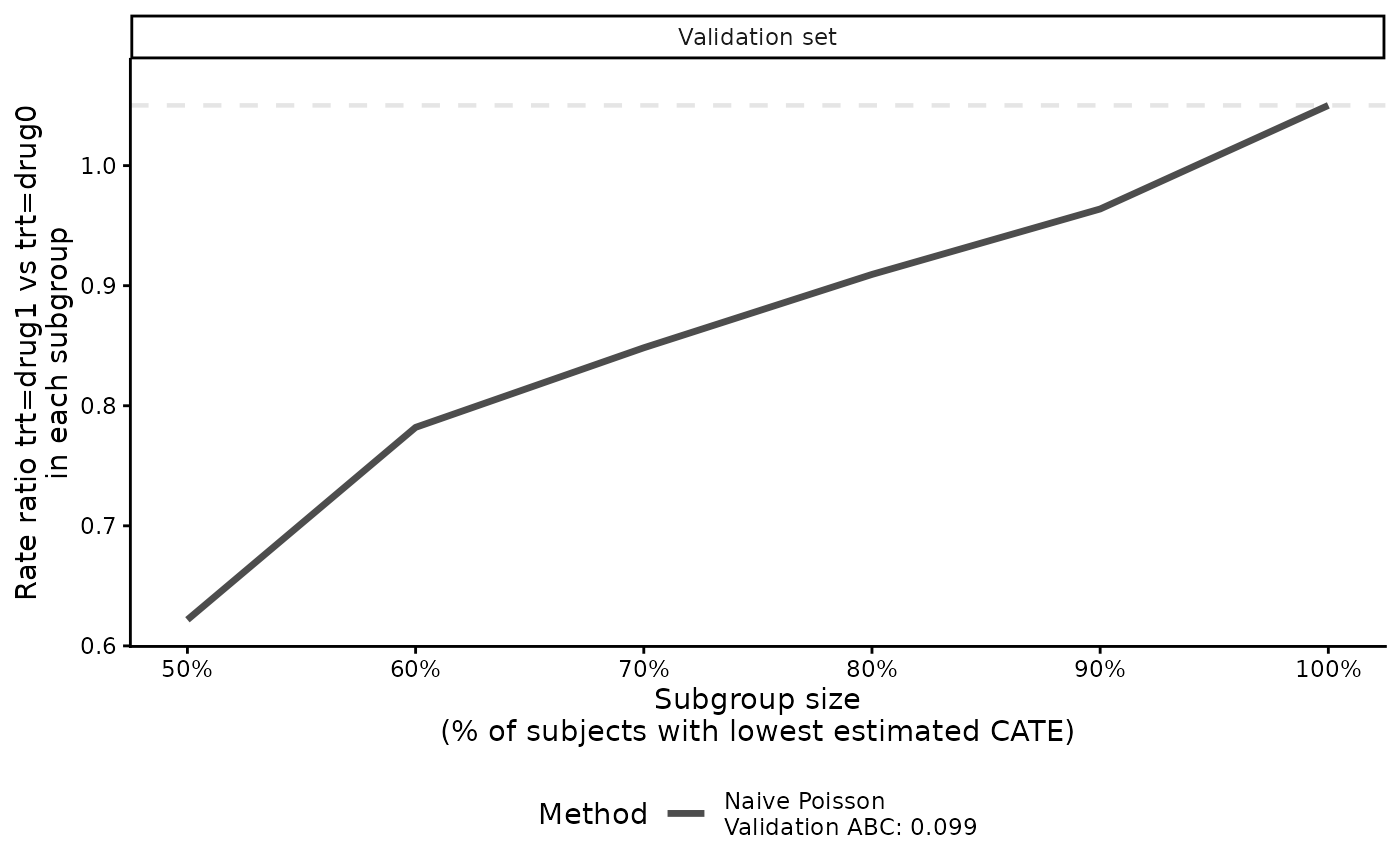 Validation set
Rate ratio trt=drug1 vs trt=drug0
in each subgroup
1.0
0.9
0.8
0.7
0.6
50%
60%
70%
80%
90%
100%
Subgroup size
(% of subjects with lowest estimated CATE)
Method
Naive Poisson
Validation ABC: 0.099